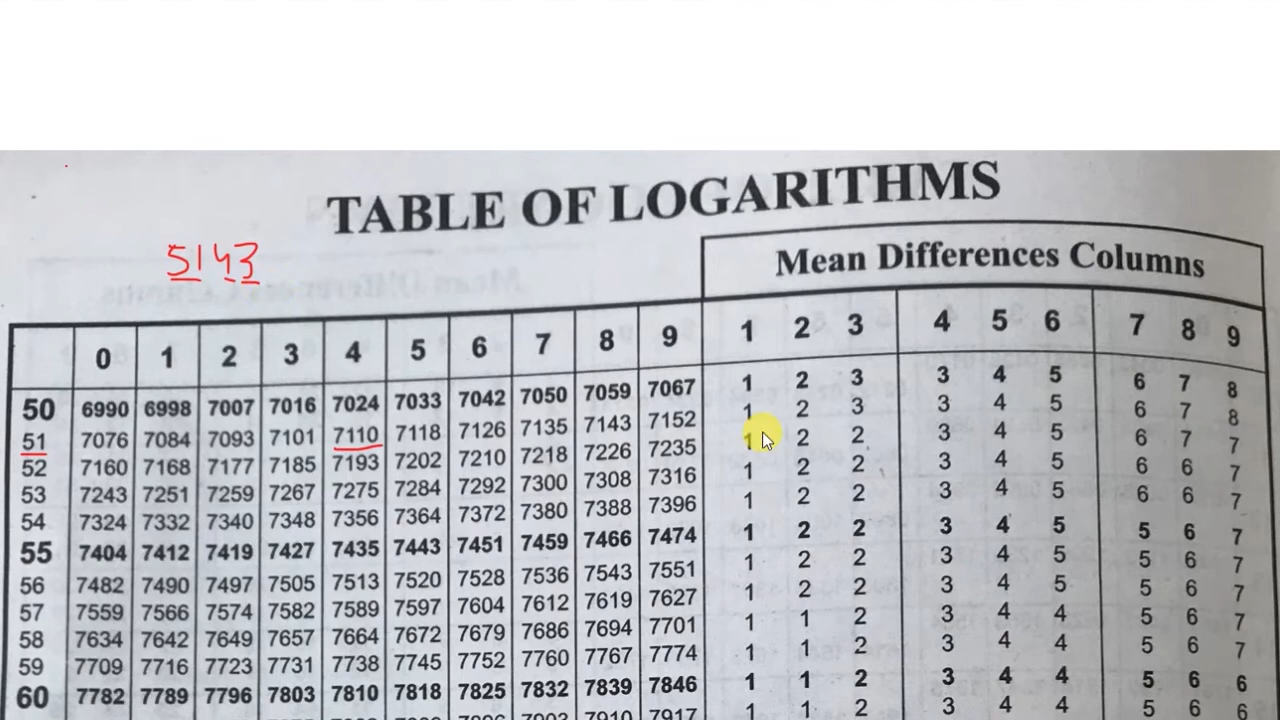 TABLE OF LOGARITHMS
5143
Mean Differences Columns
0 1 2 3 4 5 6 7 8 9 1 2 3 4 5 6 7 8 9
50 6990 6998 7007 7016 7024 7033 7042 7050 7059 7067 1 2 3 3 4 5 6 7 8
51 7076 7084 7093 7101 7110 7118 7126 7135 7143 7152 1 2 3 3 4 5 6 7 8
52 7160 7168 7177 7185 7193 7202 7210 7218 7226 7235 1 2 2 3 4 5 6 7 7
53 7243 7251 7259 7267 7275 7284 7292 7300 7308 7316 1 2 2 3 4 5 6 6 7
54 7324 7332 7340 7348 7356 7364 7372 7380 7388 7396 1 2 2 3 4 5 6 6 7
55 7404 7412 7419 7427 7435 7443 7451 7459 7466 7474 1 2 2 3 4 5 5 6 7
56 7482 7490 7497 7505 7513 7520 7528 7536 7543 7551 1 2 2 3 4 5 5 6 7
57 7559 7566 7574 7582 7589 7597 7604 7612 7619 7627 1 2 2 3 4 5 5 6 7
58 7634 7642 7649 7657 7664 7672 7679 7686 7694 7701 1 1 2 3 4 4 5 6 7
59 7709 7716 7723 7731 7738 7745 7752 7760 7767 7774 1 1 2 3 4 4 5 6 7
60 7782 7789 7796 7803 7810 7818 7825 7832 7839 7846 1 1 2 3 4 4 5 6 6
7910 7917 1 1 2 3 4 4 5 6 6